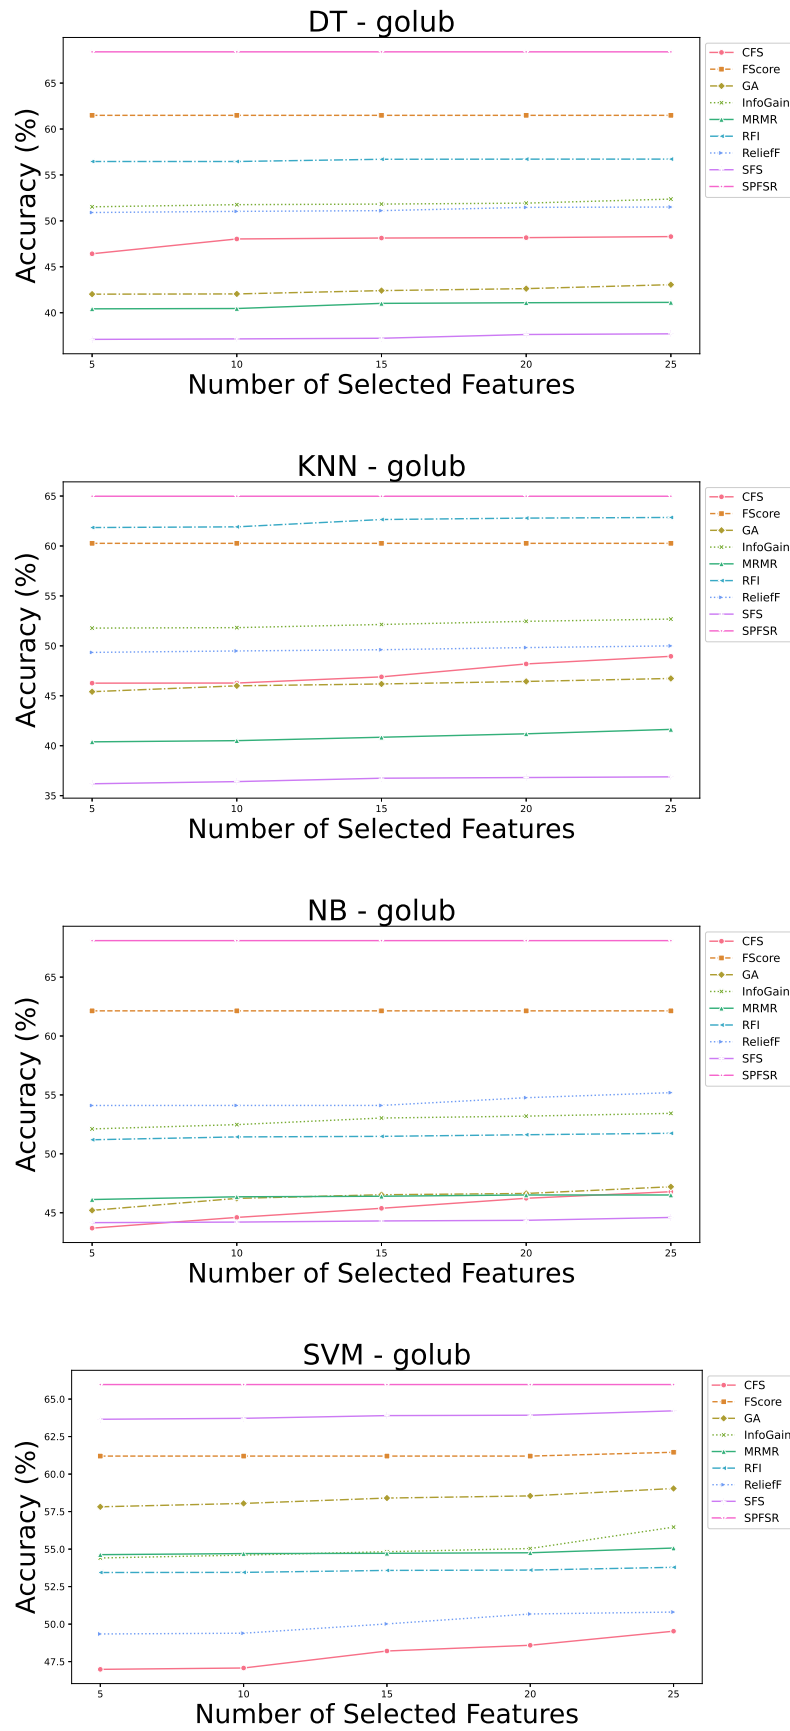 DT - golub
Accuracy (%)
65
60
55
50
45
40
5 10 15 20 25
Number of Selected Features
CFS
FScore
GA
InfoGain
MRMR
RFI
ReliefF
SFS
SPFSR
KNN - golub
Accuracy (%)
65
60
55
50
45
40
35
5 10 15 20 25
Number of Selected Features
CFS
FScore
GA
InfoGain
MRMR
RFI
ReliefF
SFS
SPFSR
NB - golub
Accuracy (%)
65
60
55
50
45
5 10 15 20 25
Number of Selected Features
CFS
FScore
GA
InfoGain
MRMR
RFI
ReliefF
SFS
SPFSR
SVM - golub
Accuracy (%)
65.0
62.5
60.0
57.5
55.0
52.5
50.0
47.5
5 10 15 20 25
Number of Selected Features
CFS
FScore
GA
InfoGain
MRMR
RFI
ReliefF
SFS
SPFSR